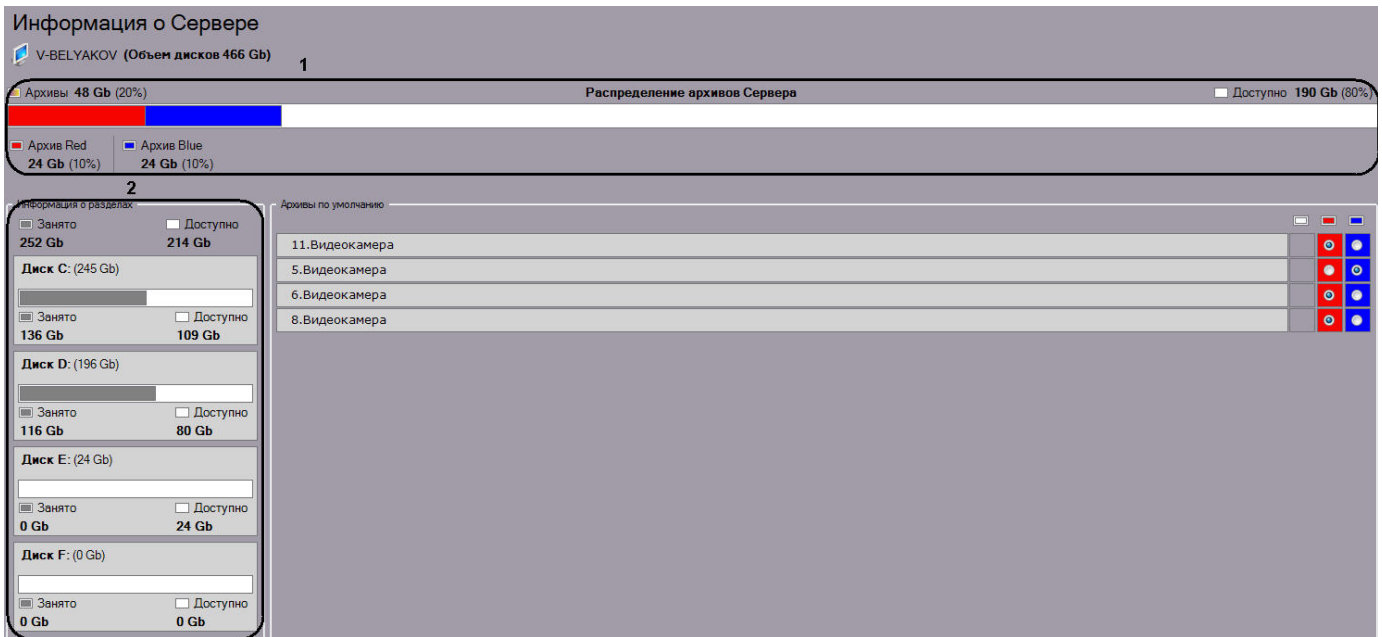 Информация о Сервере
V-BELYAKOV (Объем дисков 466 Gb)
1
Архивы 48 Gb (20%) Распределение архивов Сервера Доступно 190 Gb (80%)
Архив Red Архив Blue
24 Gb (10%) 24 Gb (10%)
2
Информация о разделах Архивы по умолчанию
Занято Доступно
252 Gb 214 Gb
11.Видеокамера
Диск C: (245 Gb) 5.Видеокамера
6.Видеокамера
Занято Доступно 8.Видеокамера
136 Gb 109 Gb
Диск D: (196 Gb)
Занято Доступно
116 Gb 80 Gb
Диск E: (24 Gb)
Занято Доступно
0 Gb 24 Gb
Диск F: (0 Gb)
Занято Доступно
0 Gb 0 Gb